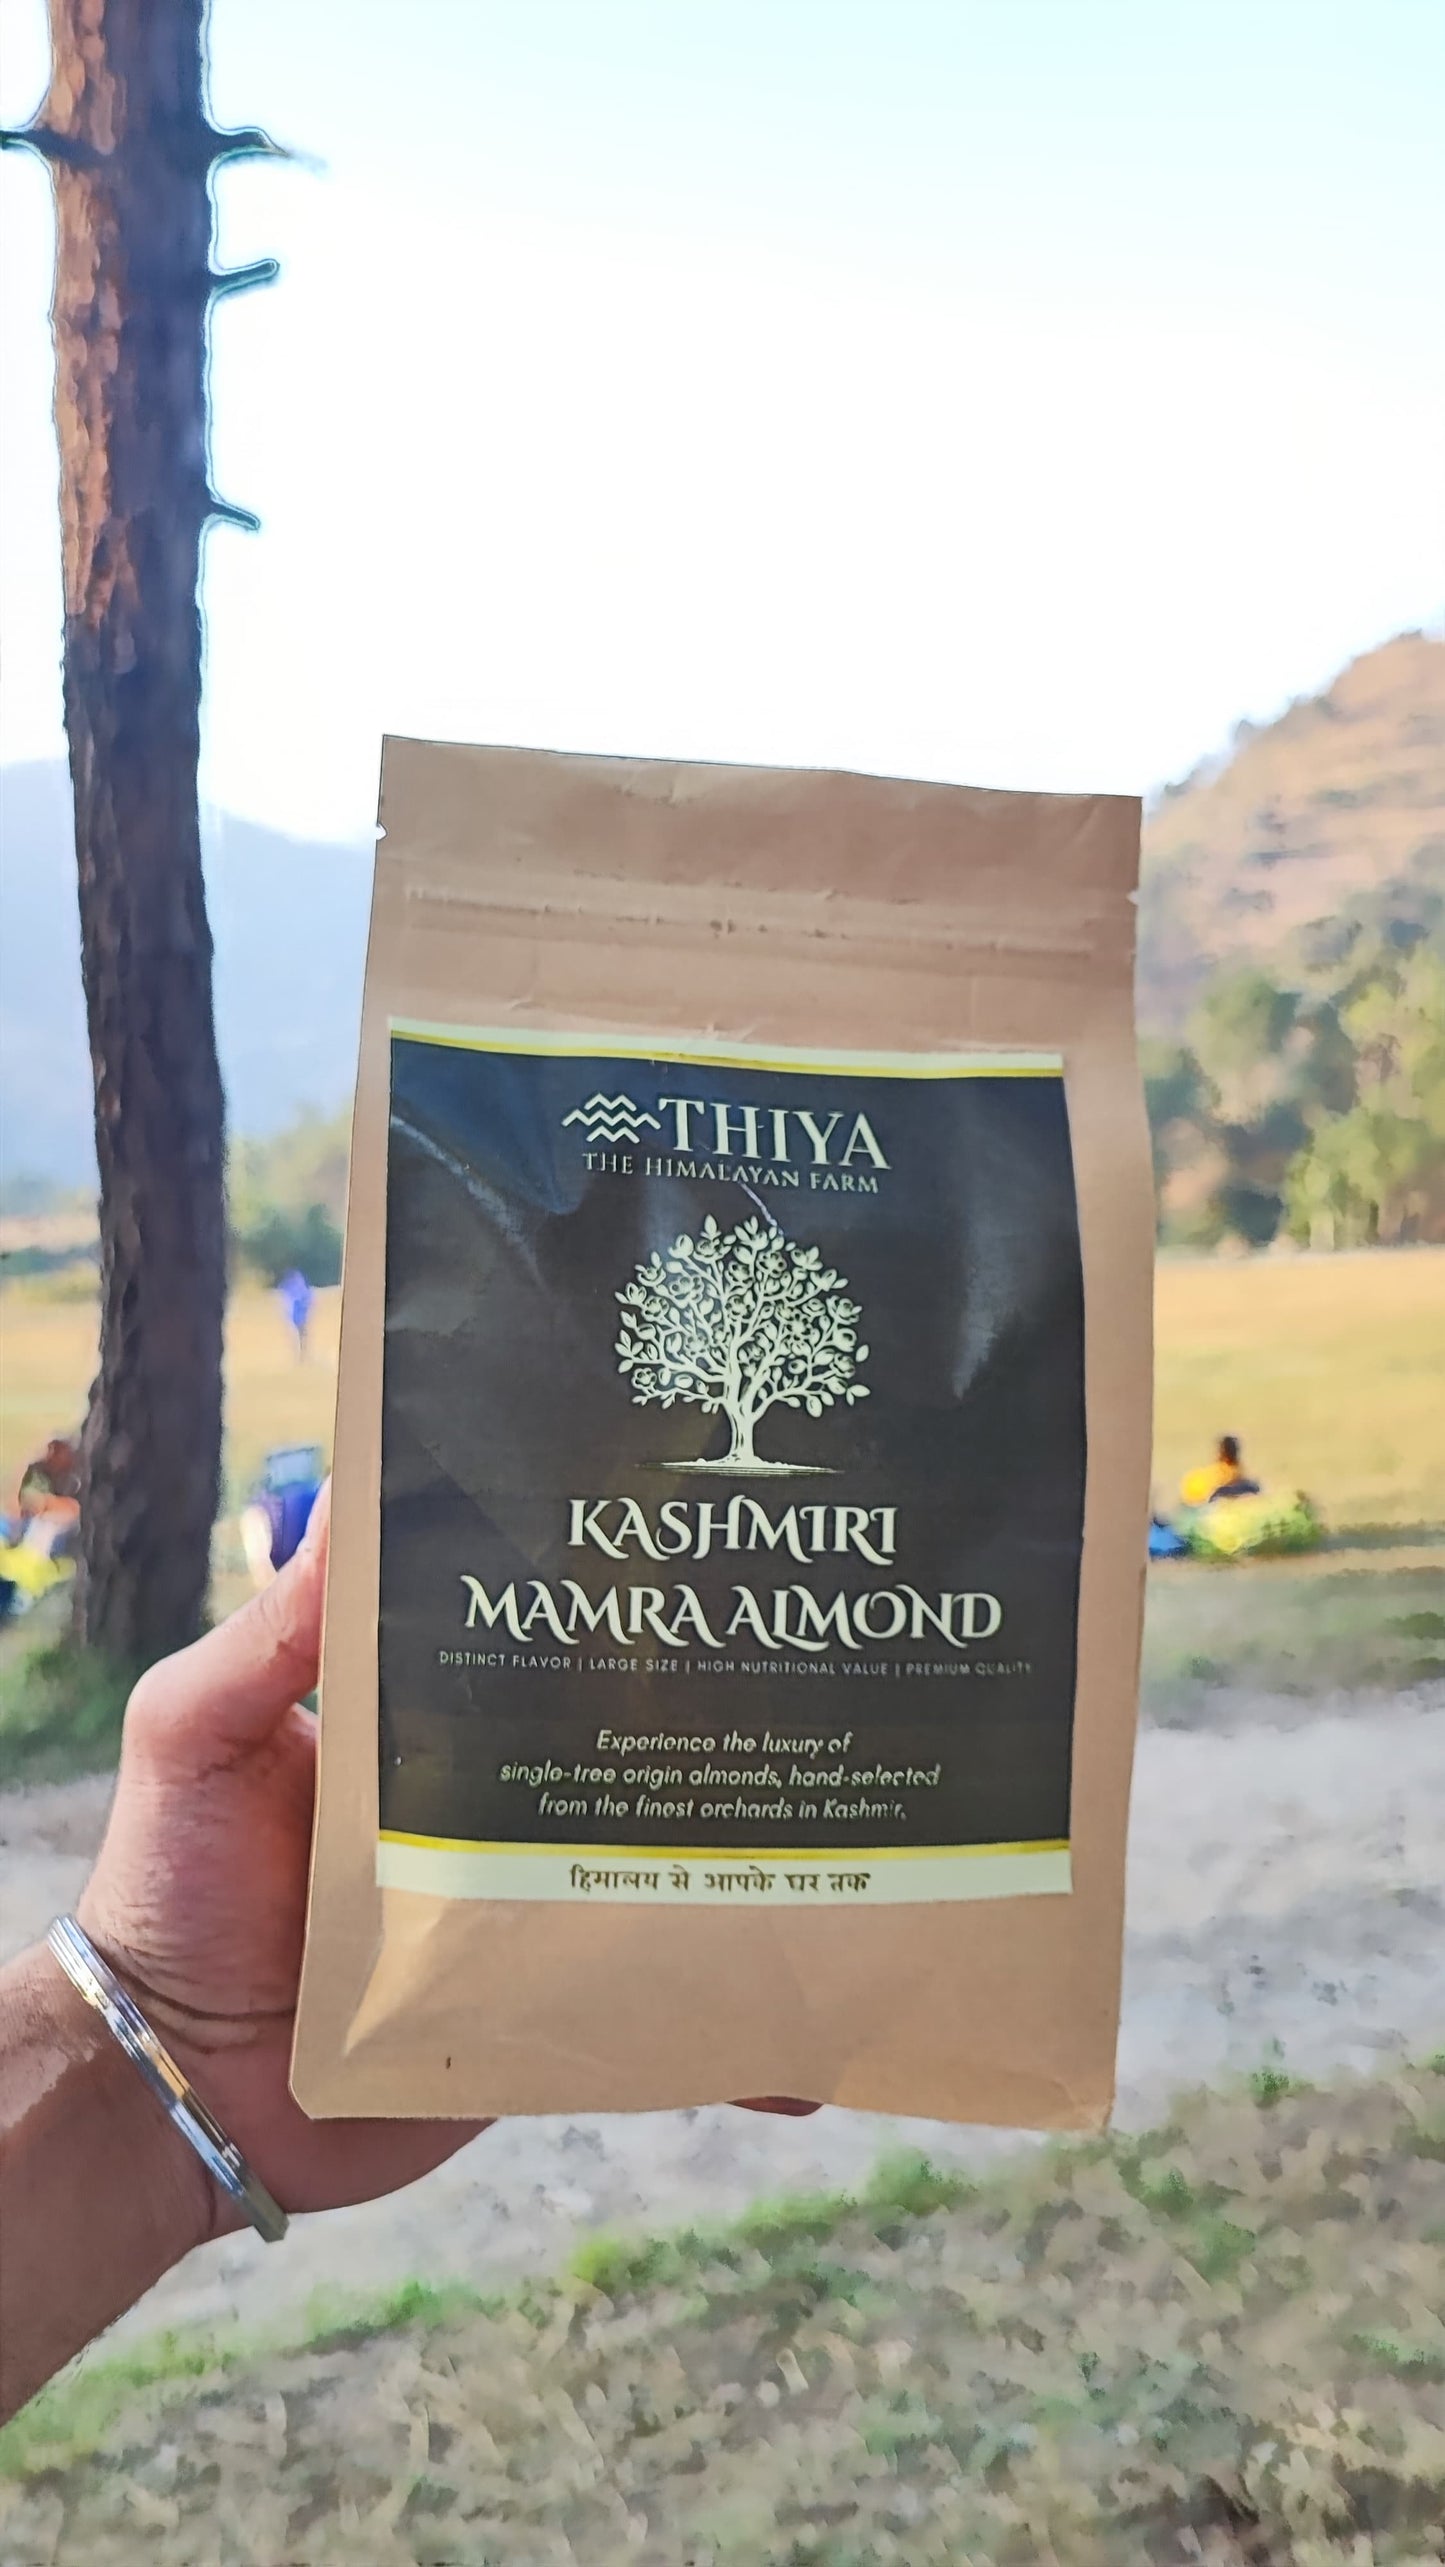 THIYA
THE HIMALAYAN FARM
KASHMIRI
MAMRA ALMOND
DISTINCT FLAVOR | LARGE SIZE | HIGH NUTRITIONAL VALUE | PREMIUM QUALITY
Experience the luxury of
single-tree origin almonds, hand-selected
from the finest orchards in Kashmir.
हिमालय से आपके घर तक